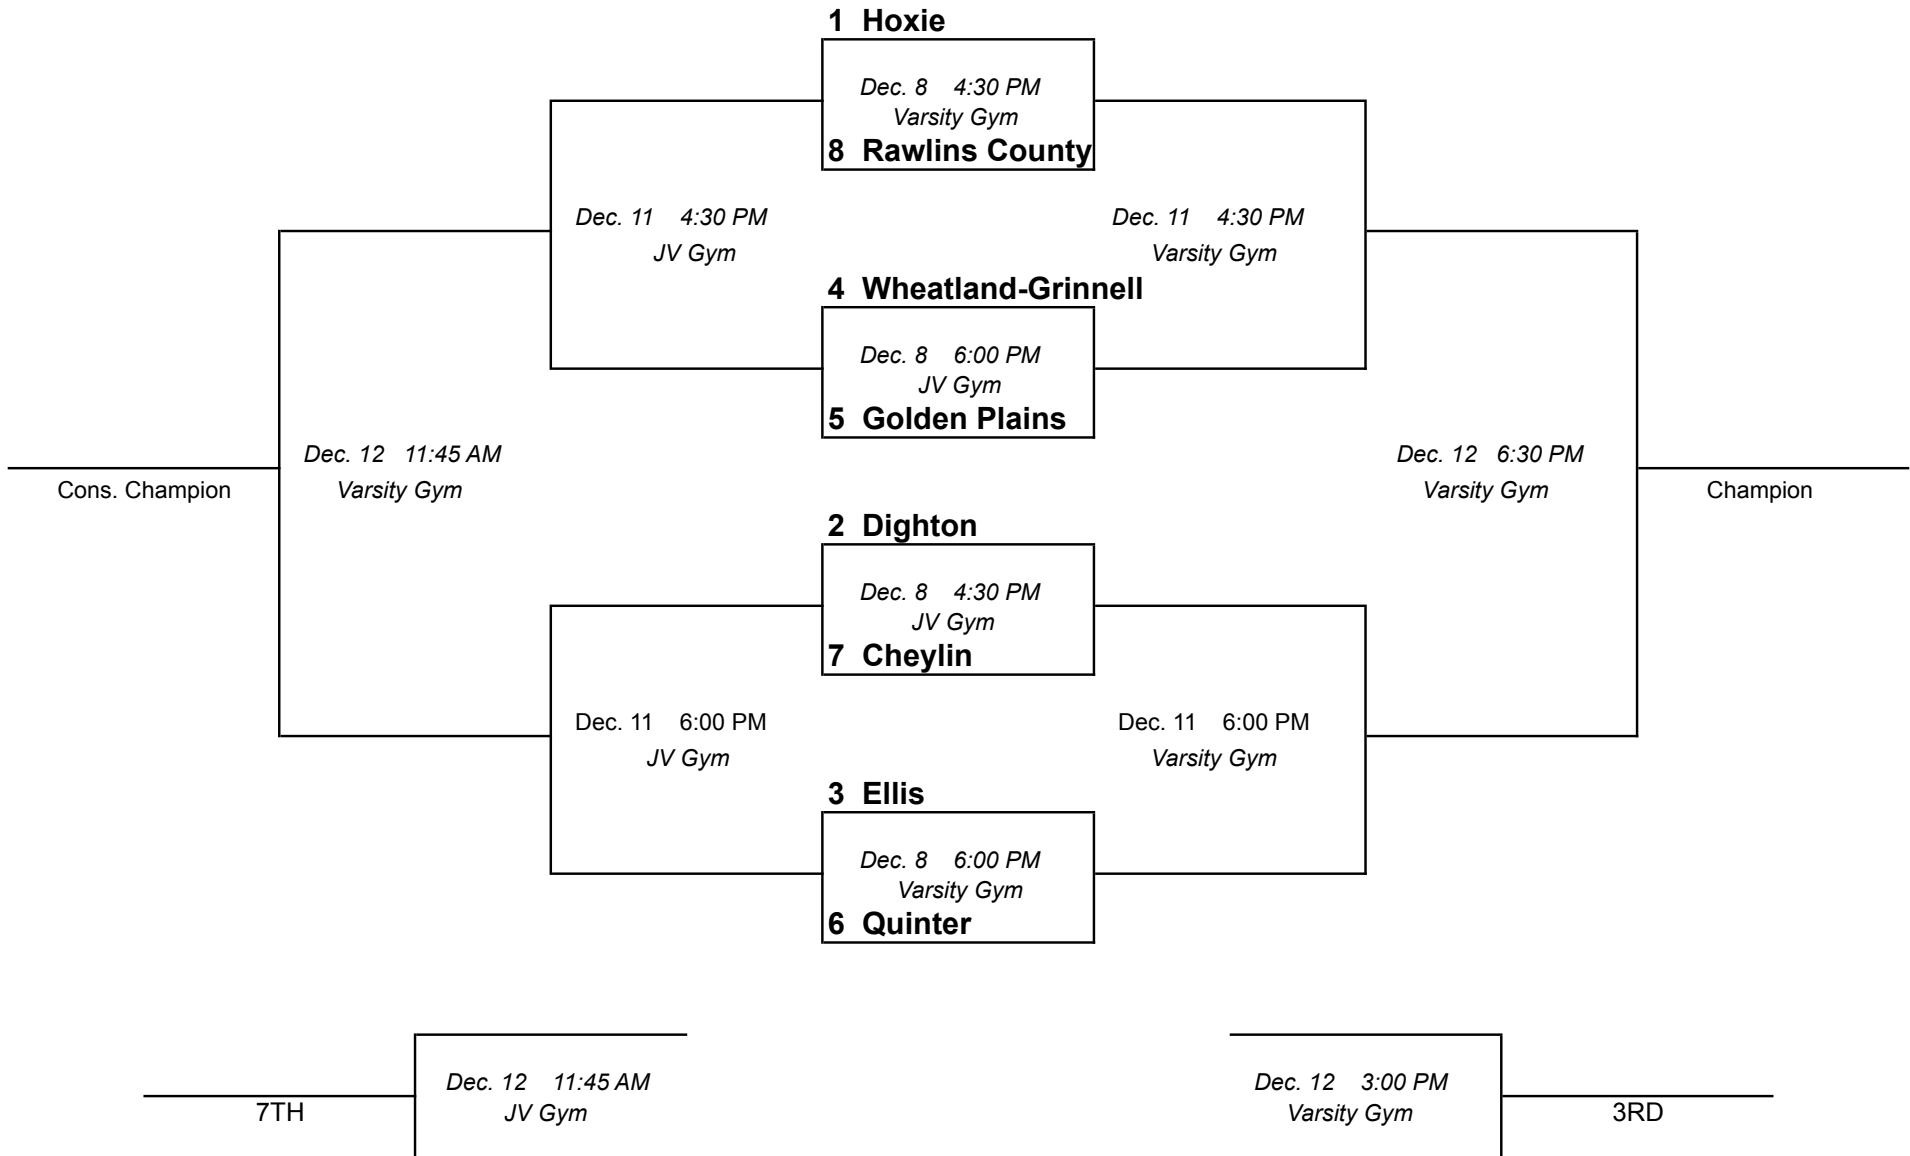 1 Hoxie
Dec. 8 4:30 PM
Varsity Gym
8 Rawlins County
Dec. 11 4:30 PM
JV Gym
Dec. 11 4:30 PM
Varsity Gym
4 Wheatland-Grinnell
Dec. 8 6:00 PM
JV Gym
5 Golden Plains
Dec. 12 11:45 AM
Varsity Gym
Cons. Champion
Dec. 12 6:30 PM
Varsity Gym
Champion
2 Dighton
Dec. 8 4:30 PM
JV Gym
7 Cheylin
Dec. 11 6:00 PM
JV Gym
Dec. 11 6:00 PM
Varsity Gym
3 Ellis
Dec. 8 6:00 PM
Varsity Gym
6 Quinter
Dec. 12 11:45 AM
JV Gym
7TH
Dec. 12 3:00 PM
Varsity Gym
3RD